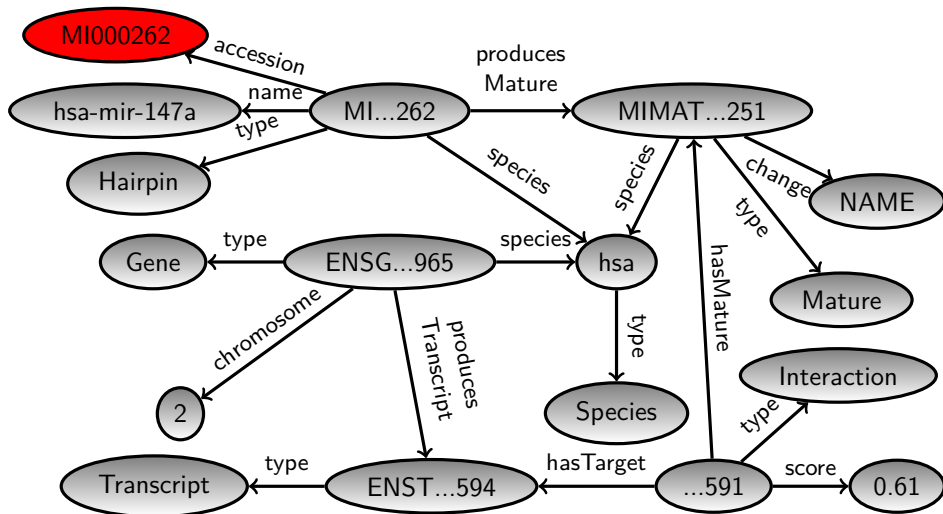 MI000262
accession
produces
Mature
hsa-mir-147a
name
MI...262
MIMAT...251
type
Hairpin
species
species
change
NAME
type
Gene
type
ENSG...965
species
hsa
hasMature
Mature
chromosome
produces
Transcript
type
Interaction
2
Species
type
Transcript
type
ENST...594
hasTarget
...591
score
0.61